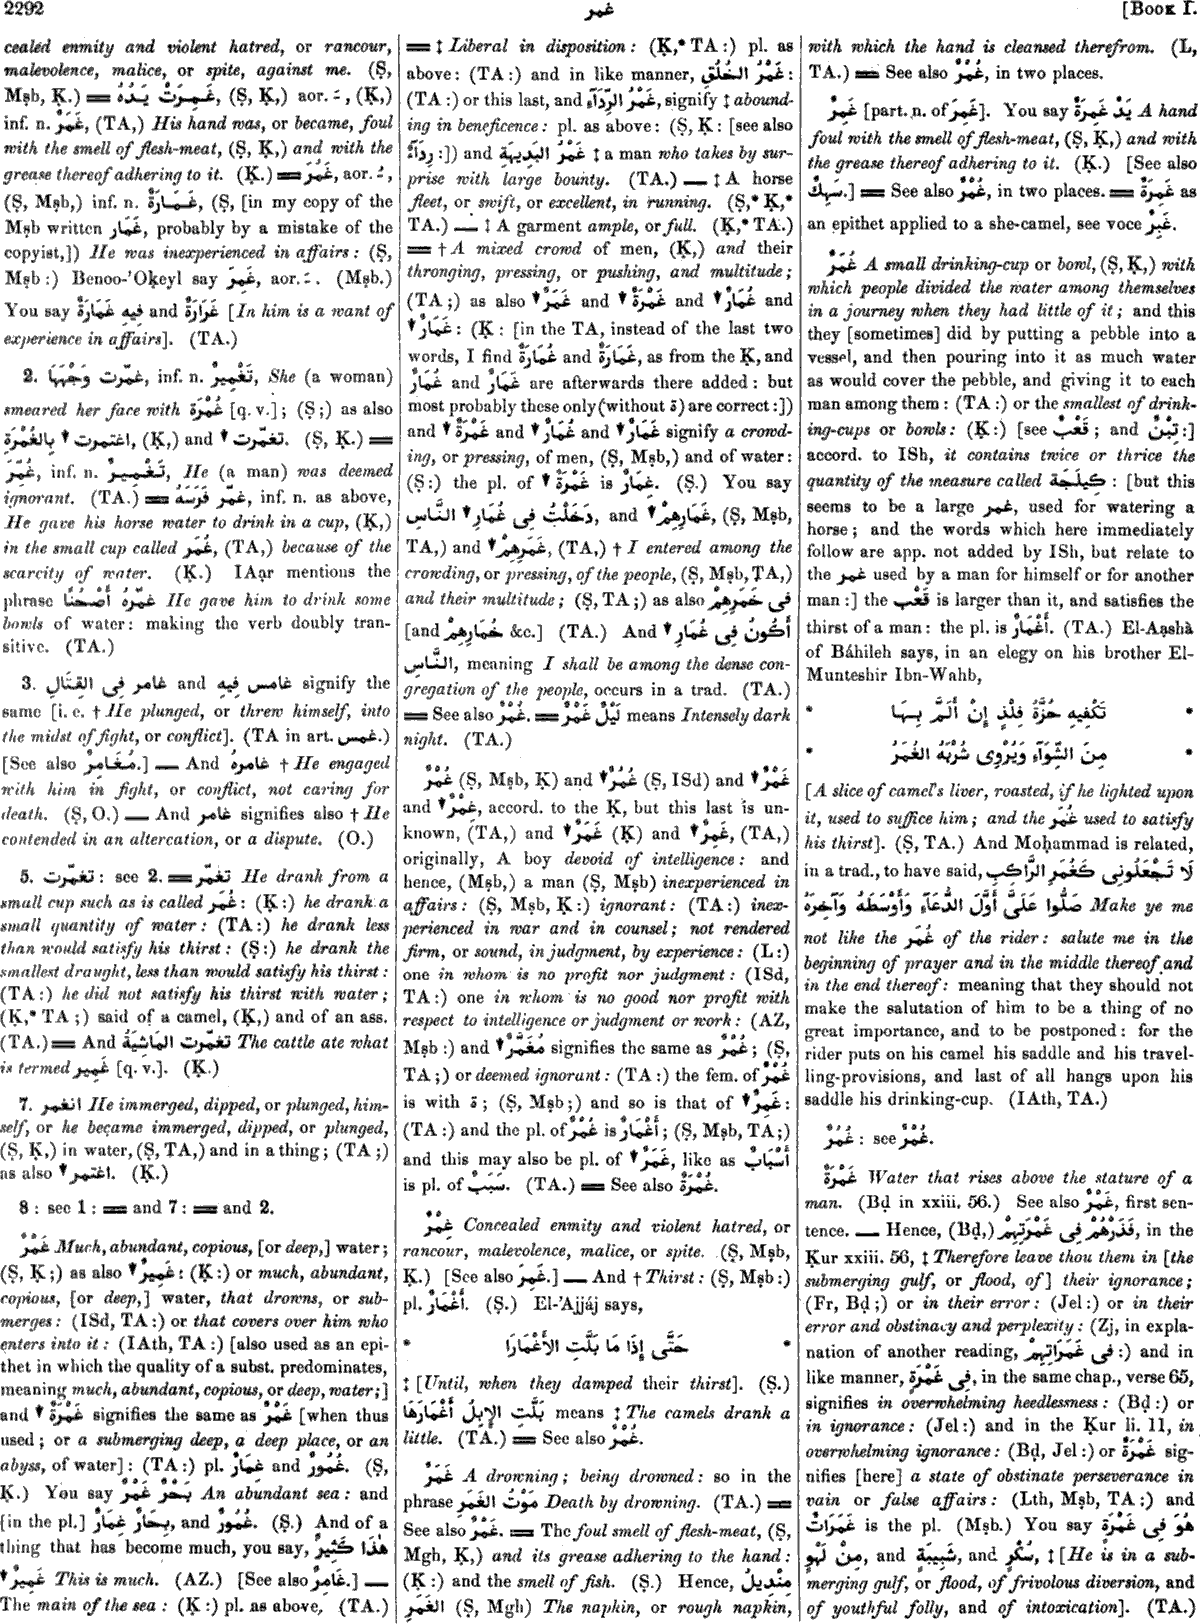 2292
غمر
[Book I.
cealed enmity and violent hatred, or rancour,
malevolence, malice, or spite, against me. (Ṣ,
Mṣb, Ḳ.) ═ غَمِرَتْ يَدُهُ, (Ṣ, Ḳ,) aor. ـَ, (Ḳ,)
inf. n. غَمَرٌ, (TA,) His hand was, or became, foul
with the smell of flesh-meat, (Ṣ, Ḳ,) and with the
grease thereof adhering to it. (Ḳ.) ═ غَمُرَ, aor. ـُ,
(Ṣ, Mṣb,) inf. n. غَمَارَةٌ, (Ṣ, [in my copy of the
Mṣb written غَمَار, probably by a mistake of the
copyist,]) He was inexperienced in affairs: (Ṣ,
Mṣb:) Benoo-'Oḳeyl say غَمِرَ, aor. ـَ. (Mṣb.)
You say فِيهِ غَمَارَةٌ and غَرَارَةٌ [In him is a want of
experience in affairs]. (TA.)
2. غمّرت وَجْهَهَا, inf. n. تَغْمِيرٌ, She (a woman)
smeared her face with غُمْرَة [q. v.]; (Ṣ;) as also
اغتمرت ▾ بِالغُمْرَةِ, (Ḳ,) and ▾ تغمّرت. (Ṣ, Ḳ.) ═
غُمِّرَ, inf. n. تَغْمِيرٌ, He (a man) was deemed
ignorant. (TA.) ═ غمّر فَرَسَهُ, inf. n. as above,
He gave his horse water to drink in a cup, (Ḳ,)
in the small cup called غُمَر, (TA,) because of the
scarcity of water. (Ḳ.) IAạr mentions the
phrase غمّرهُ أَصْحُنًا He gave him to drink some
bowls of water: making the verb doubly tran-
sitive. (TA.)
3. غامر فِى القِتَالِ and غامس فِيهِ signify the
same [i. e. † He plunged, or threw himself, into
the midst of fight, or conflict]. (TA in art. غمس.)
[See also مُغَامِرٌ.] — And غامرهُ † He engaged
with him in fight, or conflict, not caring for
death. (Ṣ, O.) — And غامر signifies also † He
contended in an altercation, or a dispute. (O.)
5. تغمّرت: see 2. ═ تغمّر He drank from a
small cup such as is called غُمَر: (Ḳ:) he drank a
small quantity of water: (TA:) he drank less
than would satisfy his thirst: (Ṣ:) he drank the
smallest draught, less than would satisfy his thirst:
(TA:) he did not satisfy his thirst with water;
(Ḳ,* TA;) said of a camel, (Ḳ,) and of an ass.
(TA.) ═ And تغمّرت المَاشِيَةُ The cattle ate what
is termed غَمِير [q. v.]. (Ḳ.)
7. انغمر He immersed, dipped, or plunged, him-
self, or he became immersed, dipped, or plunged,
(Ṣ, Ḳ,) in water, (Ṣ, TA,) and in a thing; (TA;)
as also ▾ اغتمر. (Ḳ.)
8: see 1: ═ and 7: ═ and 2.
غَمْرٌ Much, abundant, copious, [or deep,] water;
(Ṣ, Ḳ;) as also ▾ غَمِيرٌ: (Ḳ:) or much, abundant,
copious, [or deep,] water, that drowns, or sub-
merges: (ISd, TA:) or that covers over him who
enters into it: (IAth, TA:) [also used as an epi-
thet in which the quality of a subst. predominates,
meaning much, abundant, copious, or deep, water;]
and ▾ غَمْرَةٌ signifies the same as غَمْرٌ [when thus
used; or a submerging deep, a deep place, or an
abyss, of water]: (TA:) pl. غِمَارٌ and غُمُورٌ. (Ṣ,
Ḳ.) You say بَحْرٌ غَمْرٌ An abundant sea: and
[in the pl.] بِحَارٌ غِمَارٌ, and غُمُورٌ. (Ṣ.) And of a
thing that has become much, you say, هٰذَا كَثِيرٌ
▾ غَمِيرٌ This is much. (AZ.) [See also غَامِرٌ.] —
The main of the sea: (Ḳ:) pl. as above, (TA.)
═ ‡ Liberal in disposition: (Ḳ,* TA:) pl. as
above: (TA:) and in like manner, غَمْرُ الخُلُقِ:
(TA:) or this last, and غَمْرُ الرِّدَآءِ, signify ‡ abound-
ing in beneficence: pl. as above: (Ṣ, Ḳ: [see also
رِدَآءٌ:]) and غَمْرُ البَدِيهَةِ ‡ a man who takes by sur-
prise with large bounty. (TA.) — ‡ A horse
fleet, or swift, or excellent, in running. (Ṣ,* Ḳ,*
TA.) — ‡ A garment ample, or full. (Ḳ,* TA.)
═ † A mixed crowd of men, (Ḳ,) and their
thronging, pressing, or pushing, and multitude;
(TA;) as also ▾ غَمَرٌ and ▾ غَمْرَةٌ and ▾ غُمَارٌ and
▾ غَمَارٌ: (Ḳ: [in the TA, instead of the last two
words, I find غَمَارَةٌ and غُمَارَةٌ, as from the Ḳ, and
غَمَارٌ and غُمَارٌ are afterwards there added: but
most probably these only (without ة) are correct:])
and ▾ غَمْرَةٌ and ▾ غُمَارٌ and ▾ غَمَارٌ signify a crowd-
ing, or pressing, of men, (Ṣ, Mṣb,) and of water:
(Ṣ:) the pl. of ▾ غَمْرَةٌ is غِمَارٌ. (Ṣ.) You say
دَخَلْتُ فِى غُمَارِ ▾ النَّاسِ, and ▾ غَمَارِهِمْ, (Ṣ, Mṣb,
TA,) and ▾ غَمَرِهِمْ, (TA,) † I entered among the
crowding, or pressing, of the people, (Ṣ, Mṣb, TA,)
and their multitude; (Ṣ, TA;) as also فِى خَمَرِهِمْ
[and خُمَارِهِمْ &c.] (TA.) And أَكُونُ فِى غُمَارِ ▾
النَّاسِ, meaning I shall be among the dense con-
gregation of the people, occurs in a trad. (TA.)
═ See also غُمْرٌ. ═ لَيْلٌ غَمْرٌ means Intensely dark
night. (TA.)
غُمْرٌ (Ṣ, Mṣb, Ḳ) and ▾ غُمُرٌ (Ṣ, ISd) and ▾ غَمْرٌ
and ▾ غِمْرٌ, accord. to the Ḳ, but this last is un-
known, (TA,) and ▾ غَمَرٌ (Ḳ) and ▾ غَمِرٌ, (TA,)
originally, A boy devoid of intelligence: and
hence, (Mṣb,) a man (Ṣ, Mṣb) inexperienced in
affairs: (Ṣ, Mṣb, Ḳ:) ignorant: (TA:) inex-
perienced in war and in counsel; not rendered
firm, or sound, in judgment, by experience: (L:)
one in whom is no profit nor judgment: (ISd,
TA:) one in whom is no good nor profit with
respect to intelligence or judgment or work: (AZ,
Mṣb:) and ▾ مُغَمَّرٌ signifies the same as غُمْرٌ; (Ṣ,
TA;) or deemed ignorant: (TA:) the fem. of غُمْرٌ
is with ة; (Ṣ, Mṣb;) and so is that of ▾ غَمِرٌ:
(TA:) and the pl. of غُمْرٌ is أَغْمَارٌ; (Ṣ, Mṣb, TA;)
and this may also be pl. of ▾ غَمَرٌ, like as أَسْبَابٌ
is pl. of سَبَبٌ. (TA.) ═ See also غُمْرَةٌ.
غِمْرٌ Concealed enmity and violent hatred, or
rancour, malevolence, malice, or spite. (Ṣ, Mṣb,
Ḳ.) [See also غَمِرَ.] — And † Thirst: (Ṣ, Mṣb:)
pl. أَغْمَارٌ. (Ṣ.) El-'Ajjáj says,
* حَتَّى إِذَا مَا بَلَّتِ الأَغْمَارَا *
‡ [Until, when they damped their thirst]. (Ṣ.)
بَلَّتِ الإِبِلُ أَغْمَارَهَا means ‡ The camels drank a
little. (TA.) ═ See also غُمْرٌ.
غَمَرٌ A drowning; being drowned: so in the
phrase مَوْتُ الغَمَرِ Death by drowning. (TA.) ═
See also غَمْرٌ. ═ The foul smell of flesh-meat, (Ṣ,
Mgh, Ḳ,) and its grease adhering to the hand:
(Ḳ:) and the smell of fish. (Ṣ.) Hence, مِنْدِيلُ
الغَمَرِ (Ṣ, Mgh) The napkin, or rough napkin,
with which the hand is cleansed therefrom. (L,
TA.) ═ See also غُمْرٌ, in two places.
غَمِرٌ [part. n. of غَمِرَ]. You say يَدٌ غَمِرَةٌ A hand
foul with the smell of flesh-meat, (Ṣ, Ḳ,) and with
the grease thereof adhering to it. (Ḳ.) [See also
سَهِكٌ.] ═ See also غُمْرٌ, in two places. ═ غَمِرَةٌ as
an epithet applied to a she-camel, see voce غَبِرٌ.
غُمَرٌ A small drinking-cup or bowl, (Ṣ, Ḳ,) with
which people divided the water among themselves
in a journey when they had little of it; and this
they [sometimes] did by putting a pebble into a
vessel, and then pouring into it as much water
as would cover the pebble, and giving it to each
man among them: (TA:) or the smallest of drink-
ing-cups or bowls: (Ḳ:) [see قَعْبٌ; and تِبْنٌ:]
accord. to ISh, it contains twice or thrice the
quantity of the measure called كِيلَجَة: [but this
seems to be a large غمر, used for watering a
horse; and the words which here immediately
follow are app. not added by ISh, but relate to
the غمر used by a man for himself or for another
man:] the قَعْب is larger than it, and satisfies the
thirst of a man: the pl. is أَغْمَارٌ. (TA.) El-Aạshà
of Báhileh says, in an elegy on his brother El-
Munteshir Ibn-Wahb,
* تَكْفِيهِ حُزَّةُ فِلْذٍ إِنْ أَلَمَّ بِهَا *
* مِنَ الشِّوَآءِ وَيُرْوِى شُرْبَهُ الغُمَرُ *
[A slice of camel's liver, roasted, if he lighted upon
it, used to suffice him; and the غُمَر used to satisfy
his thirst]. (Ṣ, TA.) And Moḥammad is related,
in a trad., to have said, لَا تَجْعَلُونِى كَغُمَرِ الرَّاكِبِ
صَلُّوا عَلَىَّ أَوَّلَ الدُّعَآءِ وَأَوْسَطَهُ وَآخِرَهُ Make ye me
not like the غُمَر of the rider: salute me in the
beginning of prayer and in the middle thereof and
in the end thereof: meaning that they should not
make the salutation of him to be a thing of no
great importance, and to be postponed: for the
rider puts on his camel his saddle and his travel-
ling-provisions, and last of all hangs upon his
saddle his drinking-cup. (IAth, TA.)
غُمُرٌ: see غُمْرٌ.
غَمْرَةٌ Water that rises above the stature of a
man. (Bḍ in xxiii. 56.) See also غَمْرٌ, first sen-
tence. — Hence, (Bḍ,) فَذَرْهُمْ فِى غَمْرَتِهِمْ, in the
Ḳur xxiii. 56, ‡ Therefore leave thou them in [the
submerging gulf, or flood, of] their ignorance;
(Fr, Bḍ;) or in their error: (Jel:) or in their
error and obstinacy and perplexity: (Zj, in expla-
nation of another reading, فِى غَمَرَاتِهِمْ:) and in
like manner, فِى غَمْرَةٍ, in the same chap., verse 65,
signifies in overwhelming heedlessness: (Bḍ:) or
in ignorance: (Jel:) and in the Ḳur li. 11, in
overwhelming ignorance: (Bḍ, Jel:) or غَمْرَةٌ sig-
nifies [here] a state of obstinate perseverance in
vain or false affairs: (Lth, Mṣb, TA:) and
غَمَرَاتٌ is the pl. (Mṣb.) You say هُوَ فِى غَمْرَةٍ
مِنْ لَهْوٍ, and شَبِيبَةٍ, and سُكْرٍ, ‡ [He is in a sub-
merging gulf, or flood, of frivolous diversion, and
of youthful folly, and of intoxication]. (TA.)